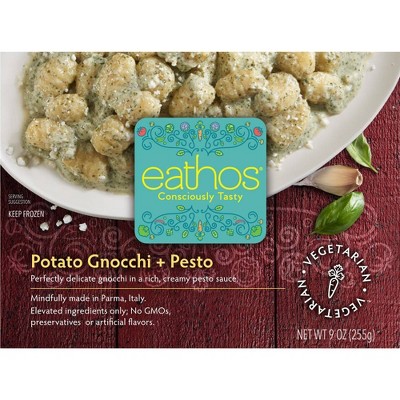 eathos®
Consciously Tasty
SERVING
SUGGESTION
KEEP FROZEN
Potato Gnocchi + Pesto
Perfectly delicate gnocchi in a rich, creamy pesto sauce.
Mindfully made in Parma, Italy.
Elevated ingredients only; No GMOs,
preservatives or artificial flavors.
• VEGETARIAN •
VEGETARIAN
NET WT 9 OZ (255g)